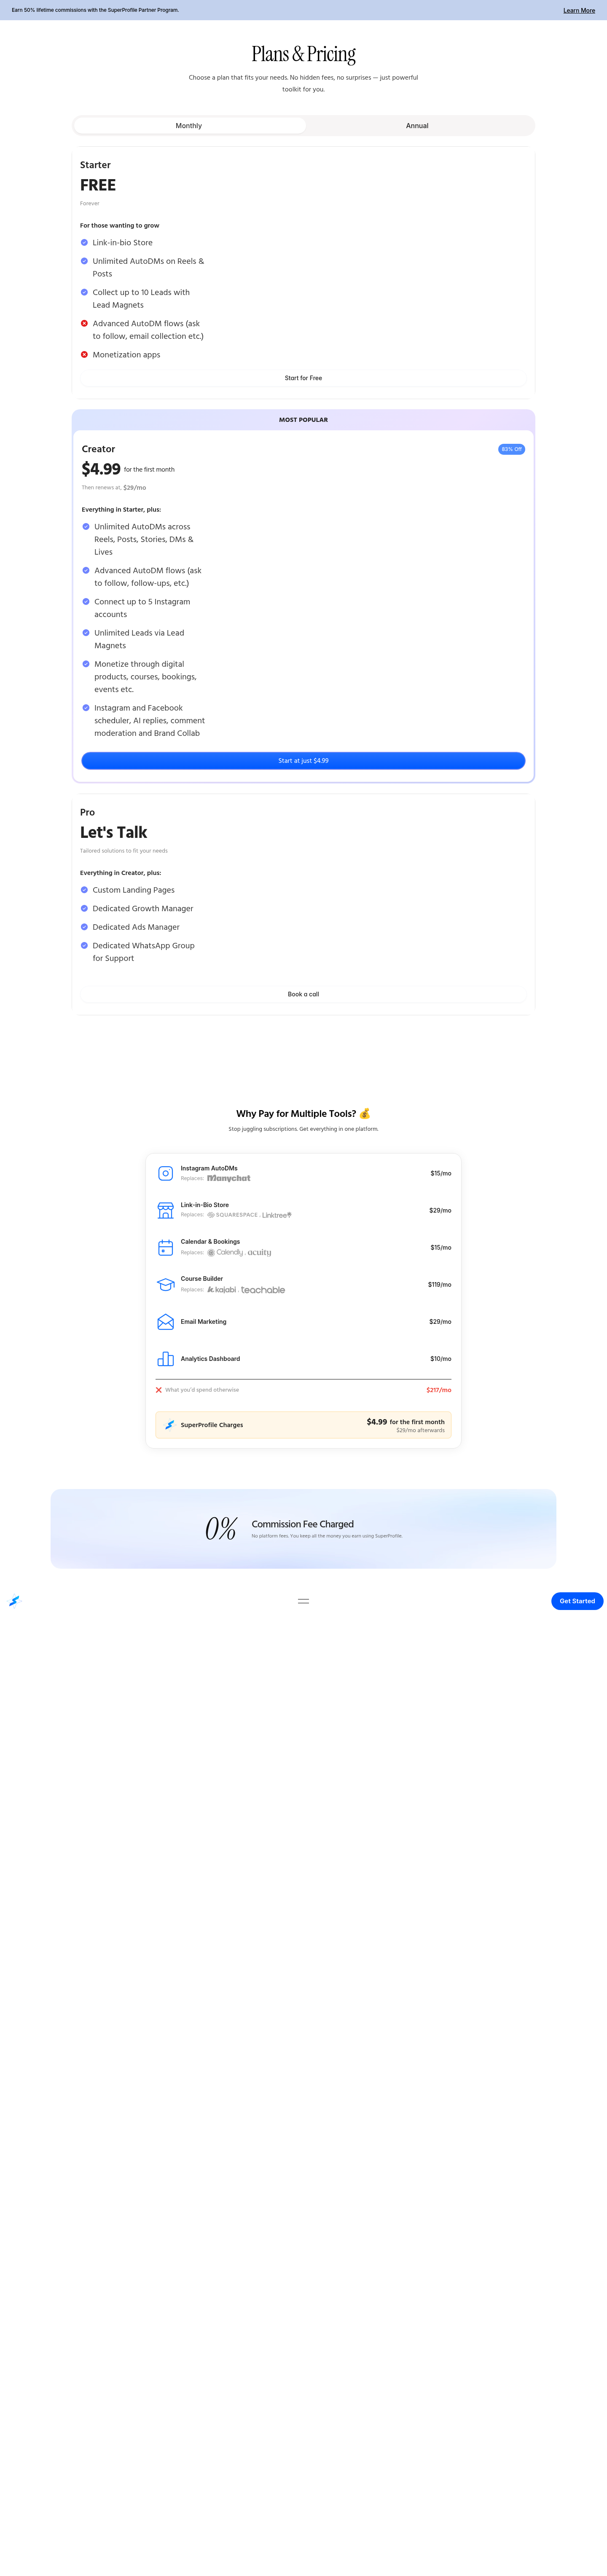 Earn 50% lifetime commissions with the SuperProfile Partner Program.
Learn More
Plans & Pricing
Choose a plan that fits your needs. No hidden fees, no surprises — just powerful
toolkit for you.
Monthly
Annual
Starter
FREE
Forever
For those wanting to grow
Link-in-bio Store
Unlimited AutoDMs on Reels &
Posts
Collect up to 10 Leads with
Lead Magnets
Advanced AutoDM flows (ask
to follow, email collection etc.)
Monetization apps
Start for Free
MOST POPULAR
Creator
83% Off
$4.99 for the first month
Then renews at, $29/mo
Everything in Starter, plus:
Unlimited AutoDMs across
Reels, Posts, Stories, DMs &
Lives
Advanced AutoDM flows (ask
to follow, follow-ups, etc.)
Connect up to 5 Instagram
accounts
Unlimited Leads via Lead
Magnets
Monetize through digital
products, courses, bookings,
events etc.
Instagram and Facebook
scheduler, AI replies, comment
moderation and Brand Collab
Start at just $4.99
Pro
Let's Talk
Tailored solutions to fit your needs
Everything in Creator, plus:
Custom Landing Pages
Dedicated Growth Manager
Dedicated Ads Manager
Dedicated WhatsApp Group
for Support
Book a call
Why Pay for Multiple Tools? 💰
Stop juggling subscriptions. Get everything in one platform.
Instagram AutoDMs
Replaces: Manychat
$15/mo
Link-in-Bio Store
Replaces: SQUARESPACE , Linktree
$29/mo
Calendar & Bookings
Replaces: Calendly , acuity
$15/mo
Course Builder
Replaces: kajabi , teachable
$119/mo
Email Marketing
$29/mo
Analytics Dashboard
$10/mo
❌ What you'd spend otherwise
$217/mo
SuperProfile Charges
$4.99 for the first month
$29/mo afterwards
0%
Commission Fee Charged
No platform fees. You keep all the money you earn using SuperProfile.
Get Started